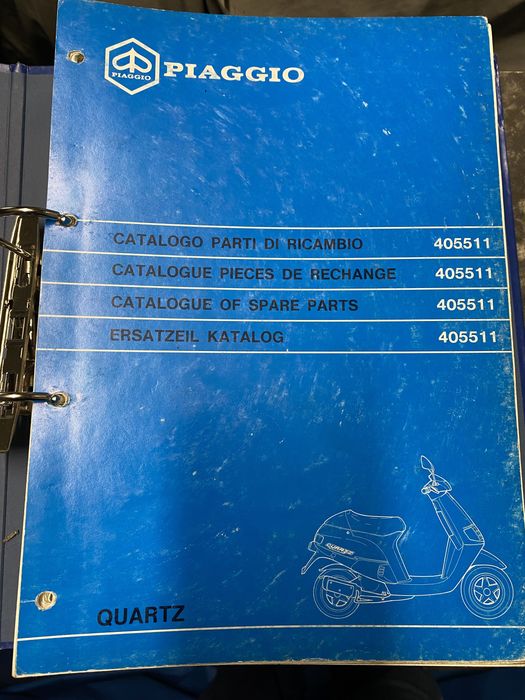 PIAGGIO
PIAGGIO
CATALOGO PARTI DI RICAMBIO 405511
CATALOGUE PIECES DE RECHANGE 405511
CATALOGUE OF SPARE PARTS 405511
ERSATZEIL KATALOG 405511
QUARTZ
QUARTZ